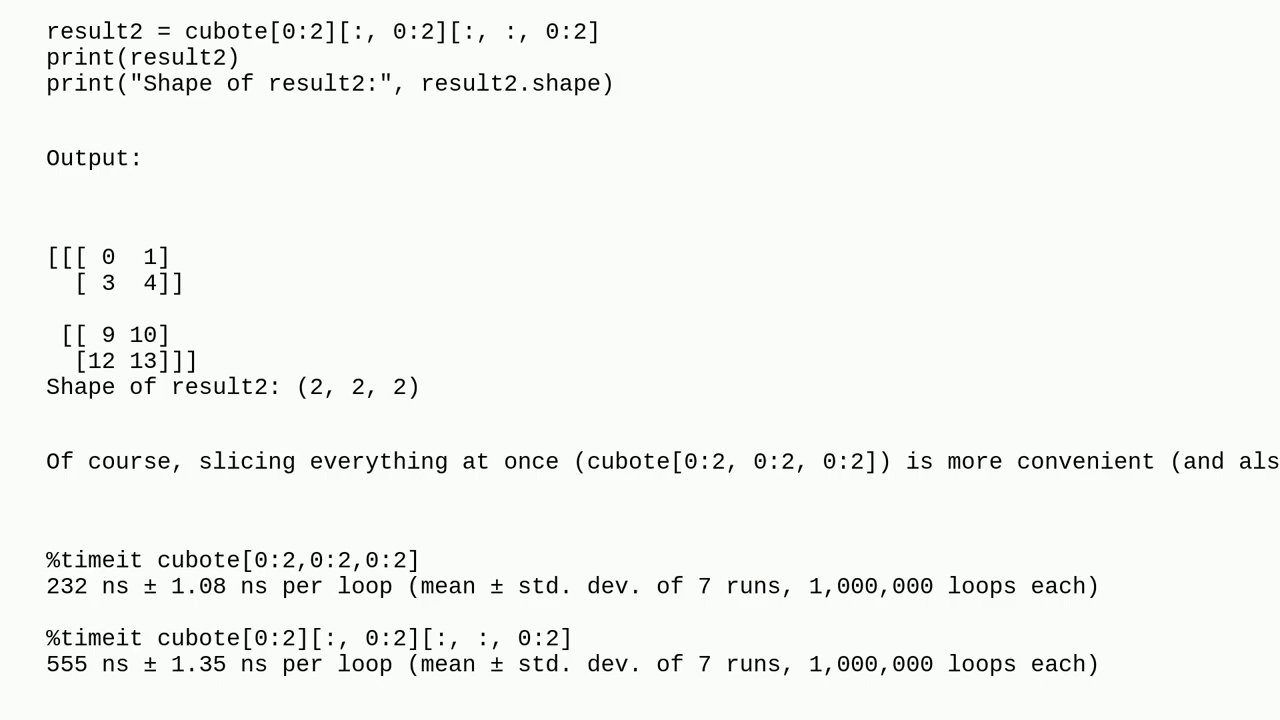 result2 = cubote[0:2][:, 0:2][:, :, 0:2]
print(result2)
print("Shape of result2:", result2.shape)
Output:
[[[ 0  1]
  [ 3  4]]
 [[ 9 10]
  [12 13]]]
Shape of result2: (2, 2, 2)
Of course, slicing everything at once (cubote[0:2, 0:2, 0:2]) is more convenient (and
%timeit cubote[0:2,0:2,0:2]
232 ns ± 1.08 ns per loop (mean ± std. dev. of 7 runs, 1,000,000 loops each)
%timeit cubote[0:2][:, 0:2][:, :, 0:2]
555 ns ± 1.35 ns per loop (mean ± std. dev. of 7 runs, 1,000,000 loops each)